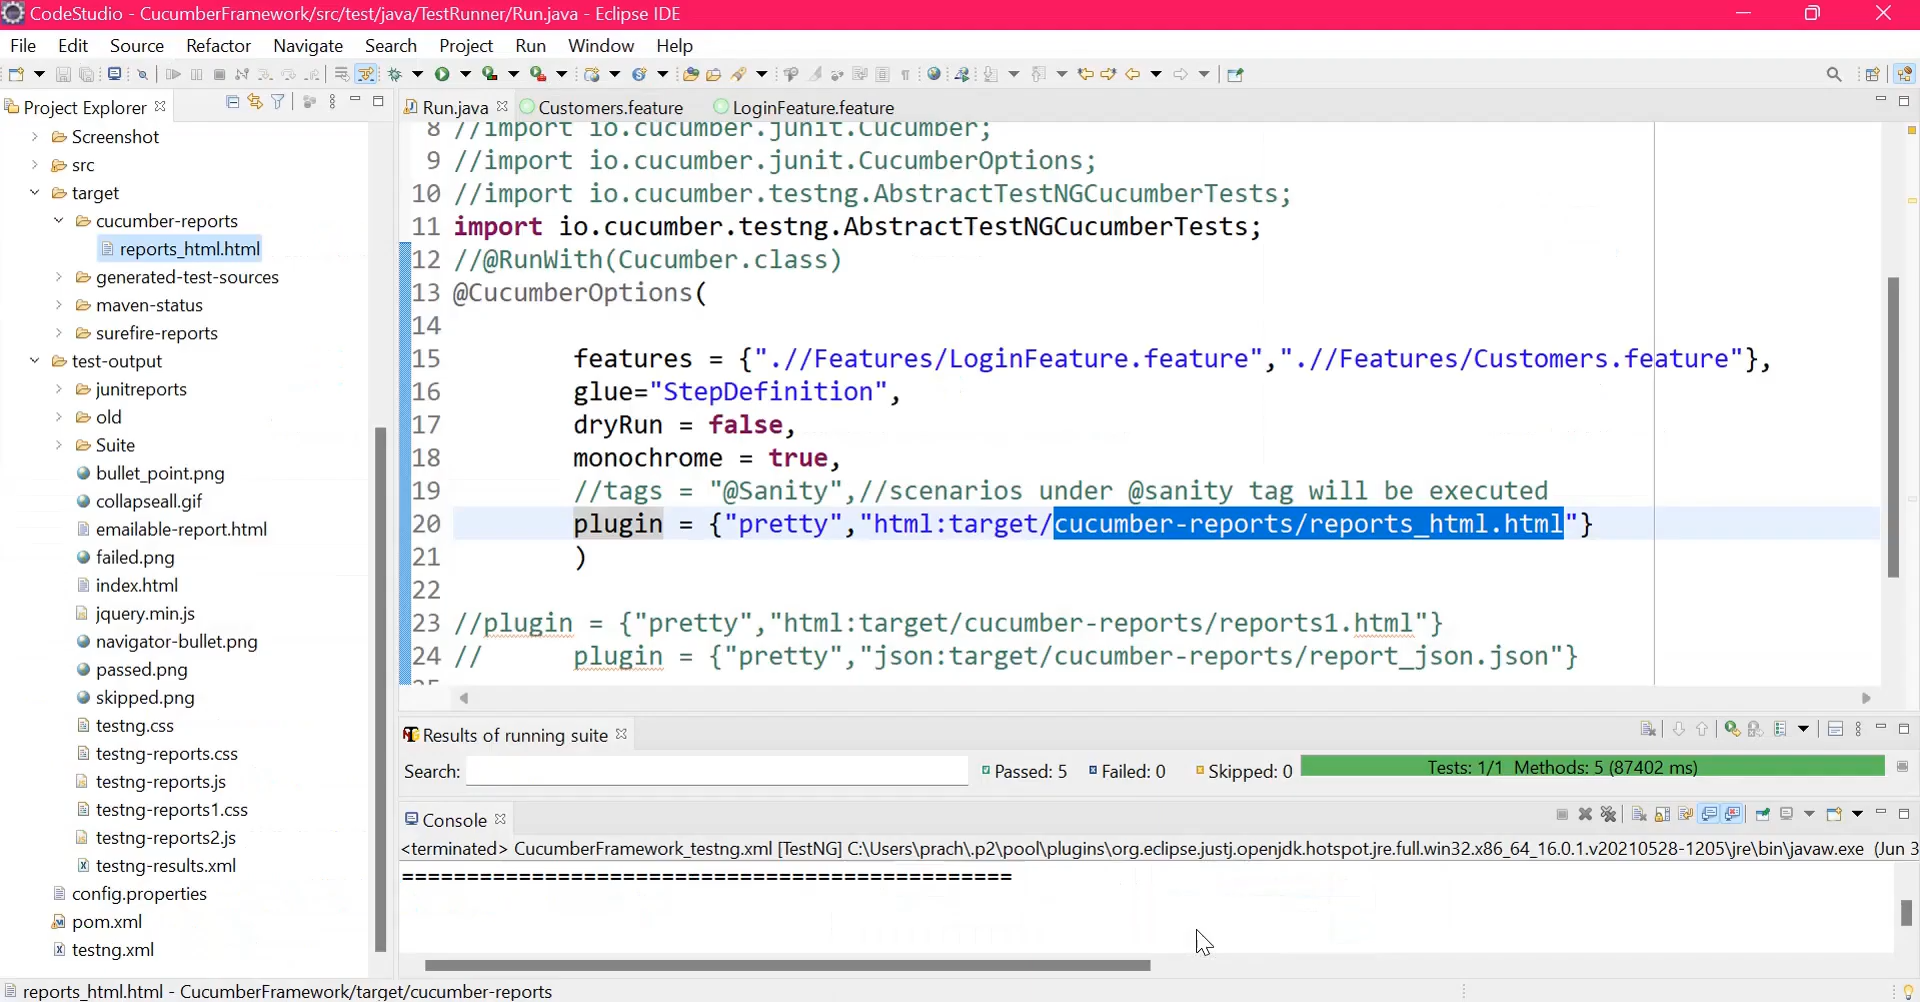 CodeStudio - CucumberFramework/src/test/java/TestRunner/Run.java - Eclipse IDE
File Edit Source Refactor Navigate Search Project Run Window Help
Project Explorer
Screenshot
src
target
cucumber-reports
reports_html.html
generated-test-sources
maven-status
surefire-reports
test-output
junitreports
old
Suite
bullet_point.png
collapseall.gif
emailable-report.html
failed.png
index.html
jquery.min.js
navigator-bullet.png
passed.png
skipped.png
testng.css
testng-reports.css
testng-reports.js
testng-reports1.css
testng-reports2.js
testng-results.xml
config.properties
pom.xml
testng.xml
Run.java Customers.feature LoginFeature.feature
8 //import io.cucumber.junit.Cucumber;
9 //import io.cucumber.junit.CucumberOptions;
10 //import io.cucumber.testng.AbstractTestNGCucumberTests;
11 import io.cucumber.testng.AbstractTestNGCucumberTests;
12 //@RunWith(Cucumber.class)
13 @CucumberOptions(
14
15 features = {".//Features/LoginFeature.feature",".//Features/Customers.feature"},
16 glue="StepDefinition",
17 dryRun = false,
18 monochrome = true,
19 //tags = "@Sanity",//scenarios under @sanity tag will be executed
20 plugin = {"pretty","html:target/cucumber-reports/reports_html.html"}
21 )
22
23 //plugin = {"pretty","html:target/cucumber-reports/reports1.html"}
24 // plugin = {"pretty","json:target/cucumber-reports/report_json.json"}
Results of running suite
Search: Passed: 5 Failed: 0 Skipped: 0 Tests: 1/1 Methods: 5 (87402 ms)
Console
<terminated> CucumberFramework_testng.xml [TestNG] C:\Users\prach\.p2\pool\plugins\org.eclipse.justj.openjdk.hotspot.jre.full.win32.x86_64_16.0.1.v20210528-1205\jre\bin\javaw.exe (Jun 3
===============================================
reports_html.html - CucumberFramework/target/cucumber-reports